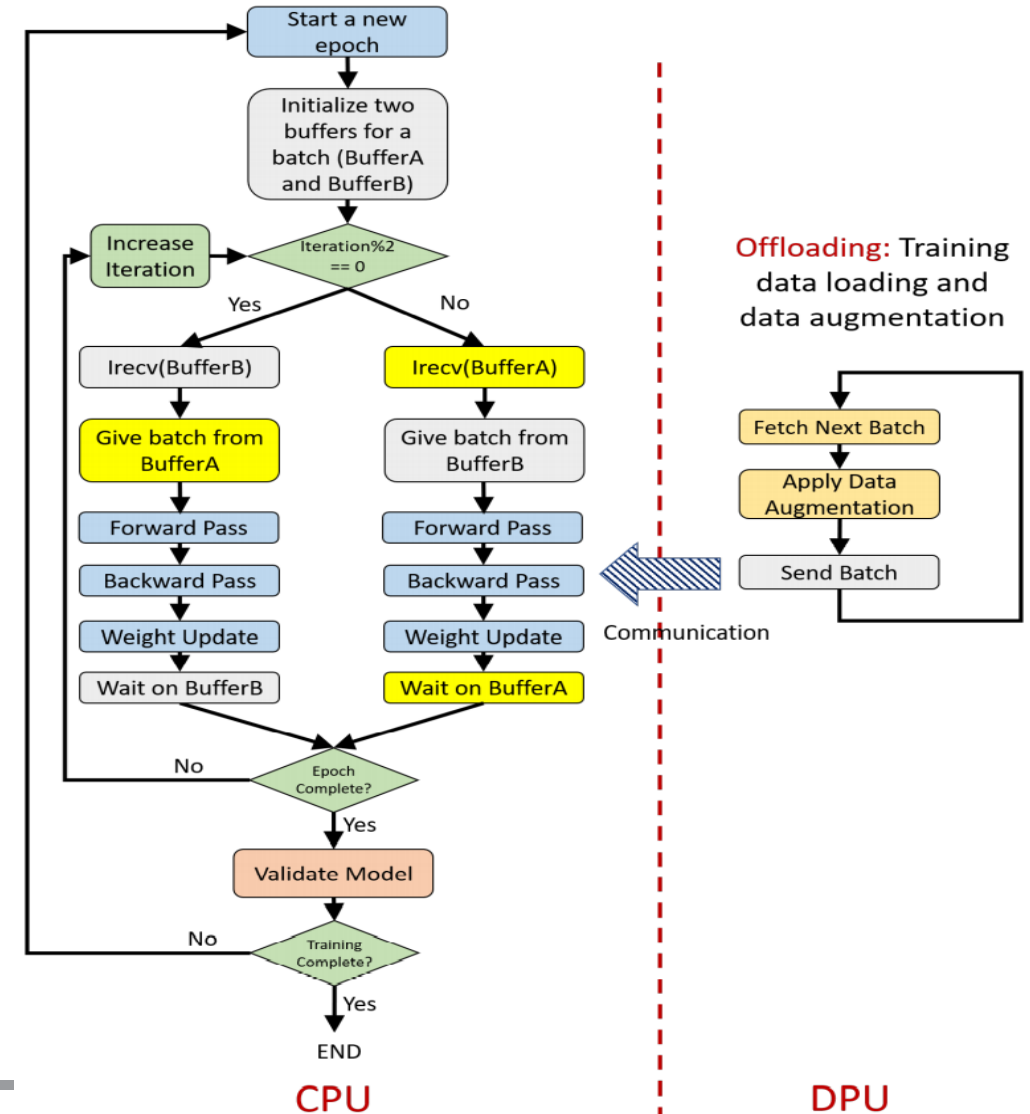 Start a new
epoch
Initialize two
buffers for a
batch (BufferA
and BufferB)
Increase
Iteration
Iteration%2
== 0
Yes
No
Irecv(BufferB)
Irecv(BufferA)
Give batch from
BufferA
Give batch from
BufferB
Forward Pass
Forward Pass
Backward Pass
Backward Pass
Weight Update
Weight Update
Wait on BufferB
Wait on BufferA
No
Epoch
Complete?
Yes
Validate Model
No
Training
Complete?
Yes
END
CPU
Offloading: Training
data loading and
data augmentation
Fetch Next Batch
Apply Data
Augmentation
Send Batch
Communication
DPU